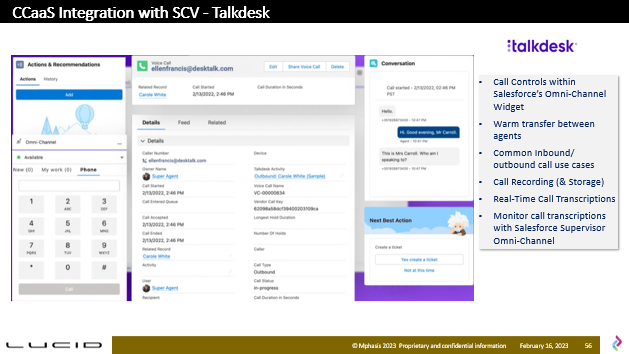 CCaaS Integration with SCV - Talkdesk
:talkdesk
Actions & Recommendations
Actions History
Add
Omni-Channel
Available
New (0) My work (0) Phone
1 2 3
ABC DEF
4 5 6
GHI JKL MNO
7 8 9
PQRS TUV WXYZ
* 0 #
Call
Voice Call
ellenfrancis@desktalk.com
Edit Share Voice Call Delete
Related Record Call Started Call Duration in Seconds
Carole White 2/13/2022, 2:46 PM
Details Feed Related
Details
Caller Number Device
ellenfrancis@desktalk.com
Owner Name Talkdesk Activity
Super Agent Outbound: Carole White (Sample)
Call Started Voice Call Name
2/13/2022, 2:46 PM VC-00000834
Call Entered Queue Vendor Call Key
Call Accepted Longest Hold Duration
2/13/2022, 2:46 PM
Call Ended Number Of Holds
2/13/2022, 2:46 PM
Related Record Caller
Carole White
Activity Call Type
Outbound
User Call Status
Super Agent in-progress
Recipient Call Duration in Seconds
Conversation
Call started • 2/13/2022, 02:46 PM
PST
Hello.
Hi. Good evening, Mr Carroll.
Agent • 10:41 PM
This is Mrs Carroll. Who am I
speaking to?
Next Best Action
Create a ticket
Yes create a ticket
Not at this time
• Call Controls within
Salesforce's Omni-Channel
Widget
• Warm transfer between
agents
• Common Inbound/
outbound call use cases
• Call Recording (& Storage)
• Real-Time Call Transcriptions
• Monitor call transcriptions
with Salesforce Supervisor
Omni-Channel
LUCID
© Mphasis 2023 Proprietary and confidential information February 16, 2023 56